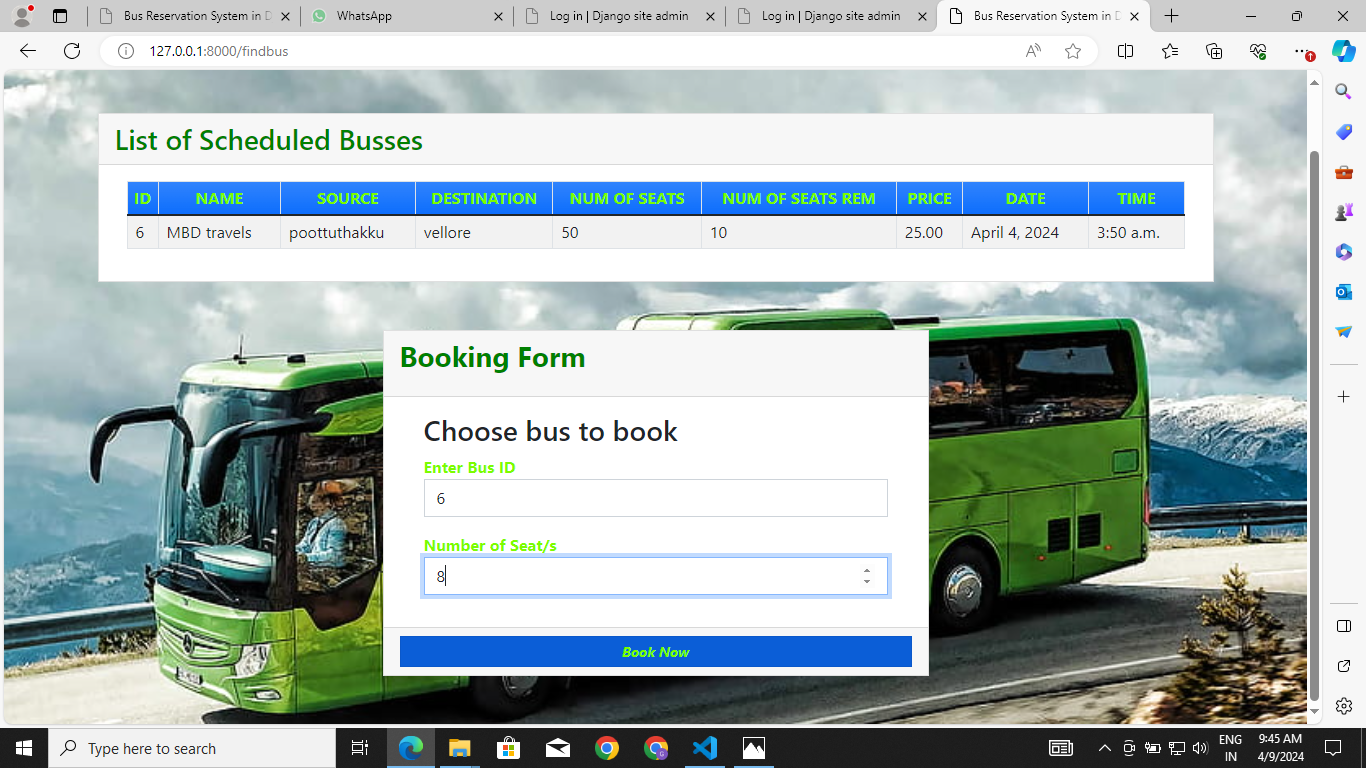 Bus Reservation System in D
WhatsApp
Log in | Django site admin
Log in | Django site admin
Bus Reservation System in D
127.0.0.1:8000/findbus
List of Scheduled Busses
ID NAME SOURCE DESTINATION NUM OF SEATS NUM OF SEATS REM PRICE DATE TIME
6 MBD travels poottuthakku vellore 50 10 25.00 April 4, 2024 3:50 a.m.
Booking Form
Choose bus to book
Enter Bus ID
6
Number of Seat/s
8
Book Now
Type here to search
ENG
IN
9:45 AM
4/9/2024